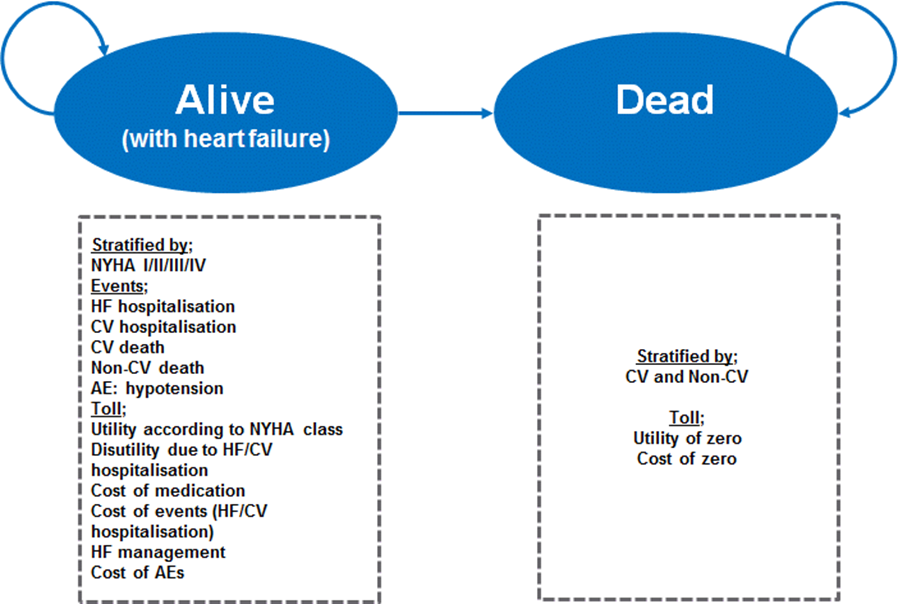 Alive
(with heart failure)
Dead
Stratified by;
NYHA I/II/III/IV
Events;
HF hospitalisation
CV hospitalisation
CV death
Non-CV death
AE: hypotension
Toll;
Utility according to NYHA class
Disutility due to HF/CV
hospitalisation
Cost of medication
Cost of events (HF/CV
hospitalisation)
HF management
Cost of AEs
Stratified by;
CV and Non-CV
Toll;
Utility of zero
Cost of zero